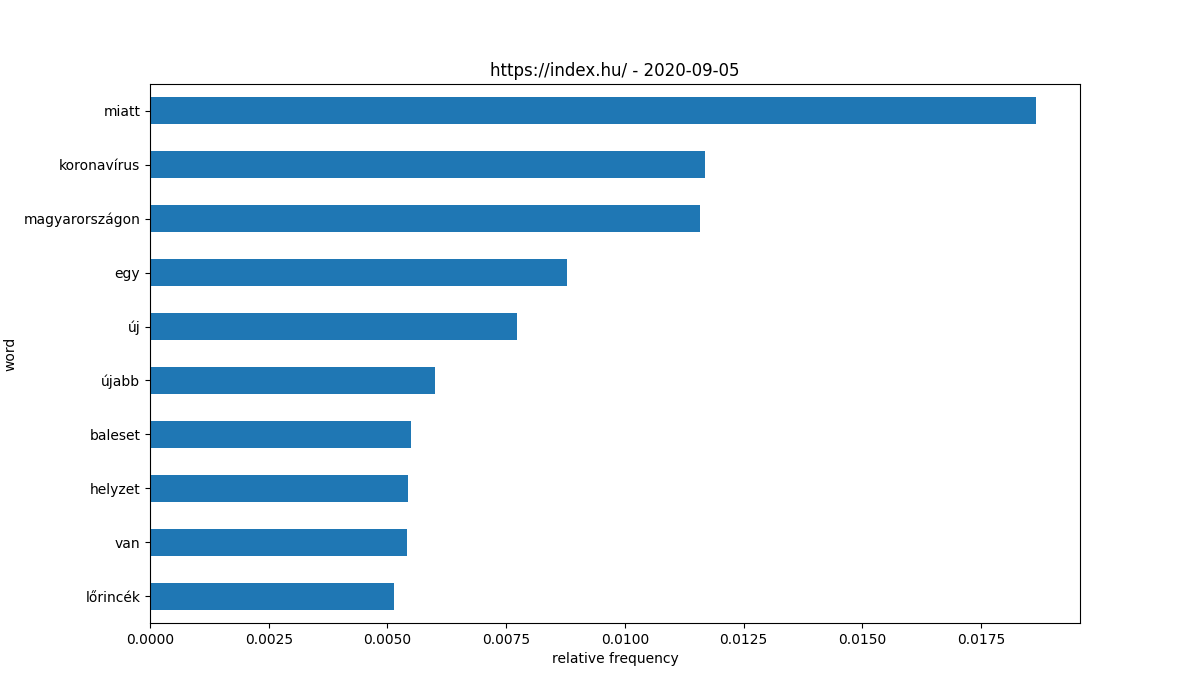 https://index.hu/ - 2020-09-05
miatt
koronavírus
magyarországon
egy
új
újabb
baleset
helyzet
van
lőrincék
word
0.0000 0.0025 0.0050 0.0075 0.0100 0.0125 0.0150 0.0175
relative frequency